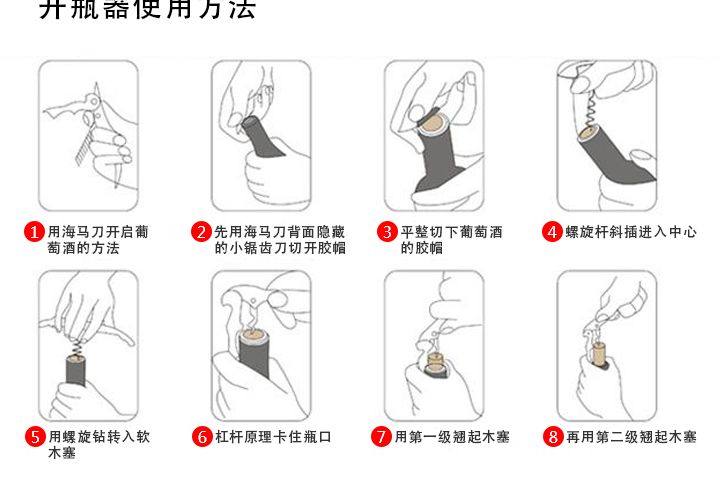 开瓶器使用方法
1 用海马刀开启葡
萄酒的方法
2 先用海马刀背面隐藏
的小锯齿刀切开胶帽
3 平整切下葡萄酒
的胶帽
4 螺旋杆斜插进入中心
5 用螺旋钻转入软
木塞
6 杠杆原理卡住瓶口
7 用第一级翘起木塞
8 再用第二级翘起木塞